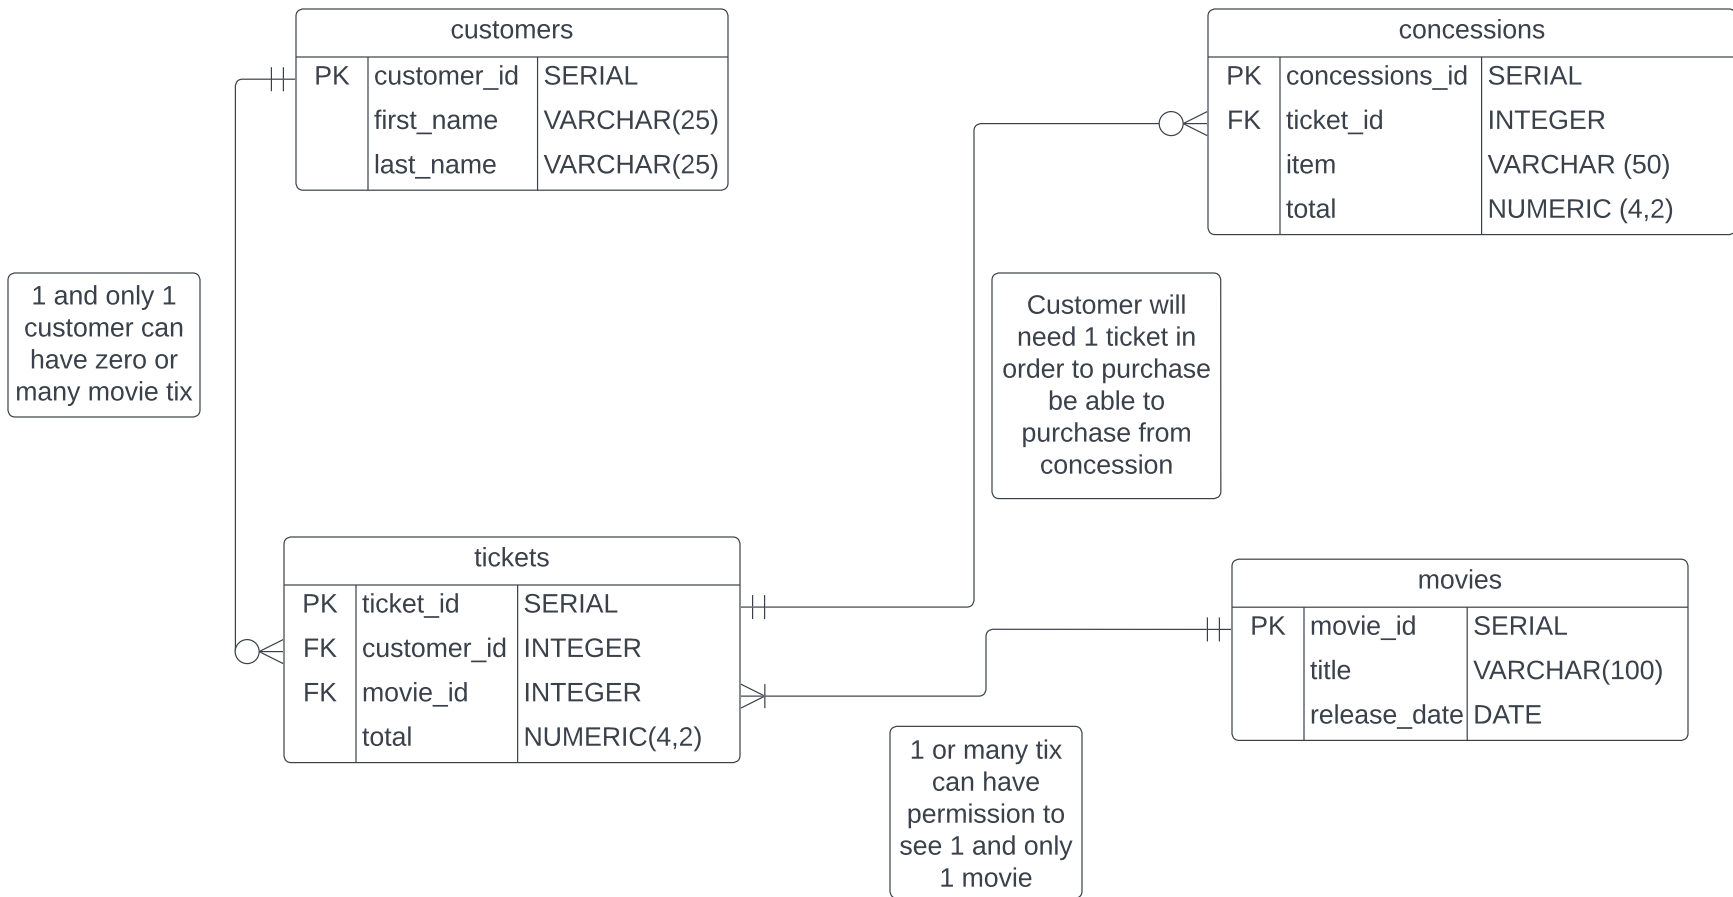 customers
PK customer_id SERIAL
first_name VARCHAR(25)
last_name VARCHAR(25)
concessions
PK concessions_id SERIAL
FK ticket_id INTEGER
item VARCHAR (50)
total NUMERIC (4,2)
1 and only 1
customer can
have zero or
many movie tix
Customer will
need 1 ticket in
order to purchase
be able to
purchase from
concession
tickets
PK ticket_id SERIAL
FK customer_id INTEGER
FK movie_id INTEGER
total NUMERIC(4,2)
movies
PK movie_id SERIAL
title VARCHAR(100)
release_date DATE
1 or many tix
can have
permission to
see 1 and only
1 movie